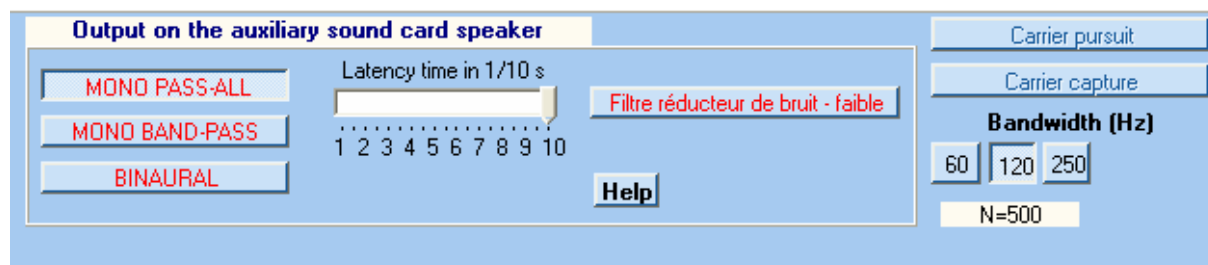 Output on the auxiliary sound card speaker
MONO PASS-ALL
MONO BAND-PASS
BINAURAL
Latency time in 1/10 s
1 2 3 4 5 6 7 8 9 10
Filtre réducteur de bruit - faible
Help
Carrier pursuit
Carrier capture
Bandwidth (Hz)
60 120 250
N=500